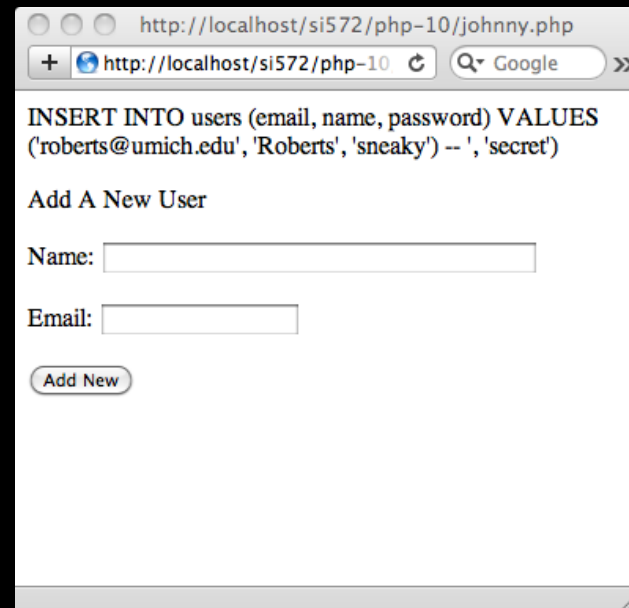 http://localhost/si572/php-10/johnny.php
+ http://localhost/si572/php-10 Google >>
INSERT INTO users (email, name, password) VALUES
('roberts@umich.edu', 'Roberts', 'sneaky') -- ', 'secret')
Add A New User
Name:
Email:
Add New